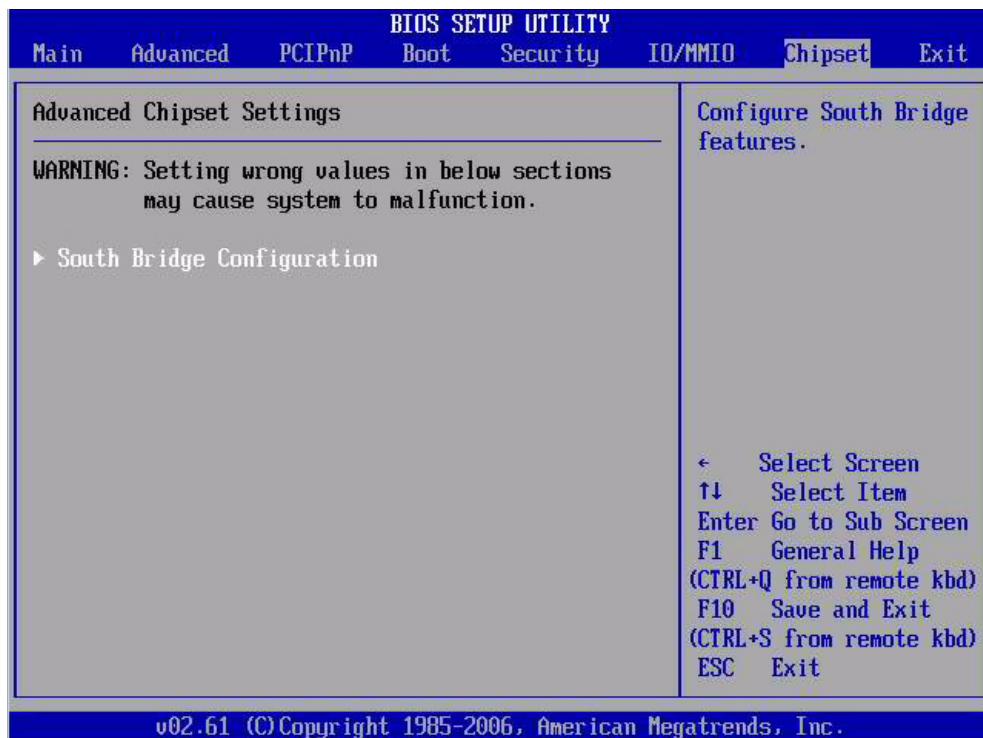 BIOS SETUP UTILITY
Main Advanced PCIPnP Boot Security IO/MMIO Chipset Exit
Advanced Chipset Settings
WARNING: Setting wrong values in below sections
may cause system to malfunction.
▶ South Bridge Configuration
Configure South Bridge
features.
← Select Screen
↑↓ Select Item
Enter Go to Sub Screen
F1 General Help
(CTRL+Q from remote kbd)
F10 Save and Exit
(CTRL+S from remote kbd)
ESC Exit
v02.61 (C)Copyright 1985-2006, American Megatrends, Inc.